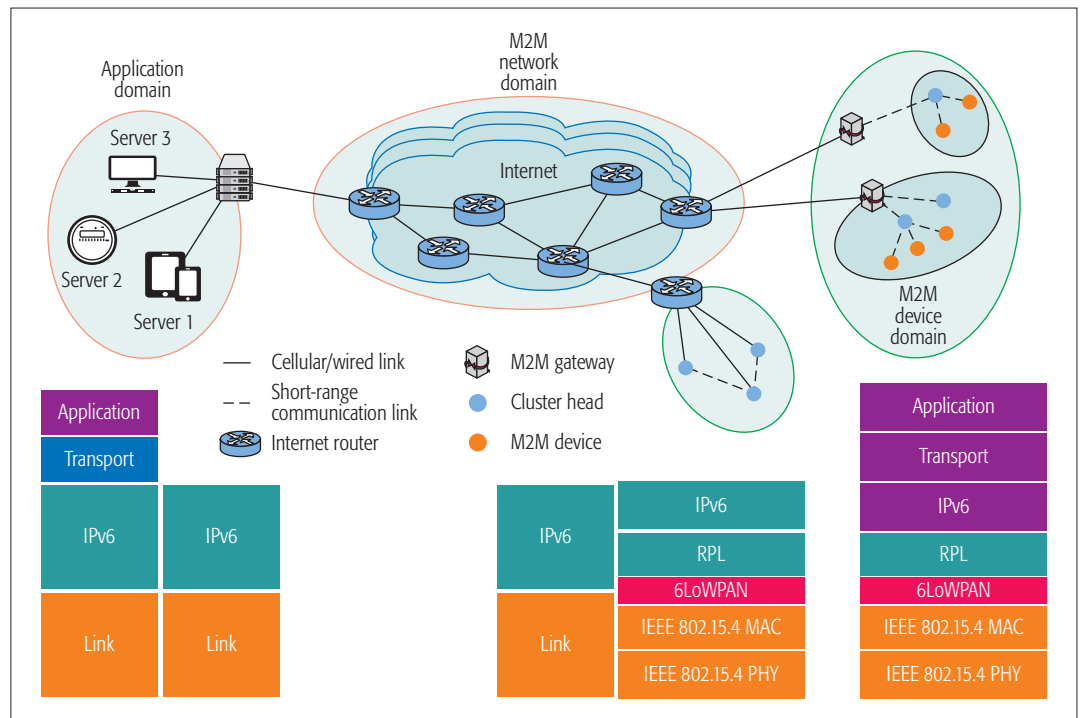 M2M
network
domain
Application
domain
Server 3
Internet
Server 2
Server 1
M2M
device
domain
Cellular/wired link
Short-range
communication link
Internet router
M2M gateway
Cluster head
M2M device
Application
Transport
IPv6
Link
IPv6
Link
IPv6
Link
IPv6
RPL
6LoWPAN
IEEE 802.15.4 MAC
IEEE 802.15.4 PHY
Application
Transport
IPv6
RPL
6LoWPAN
IEEE 802.15.4 MAC
IEEE 802.15.4 PHY